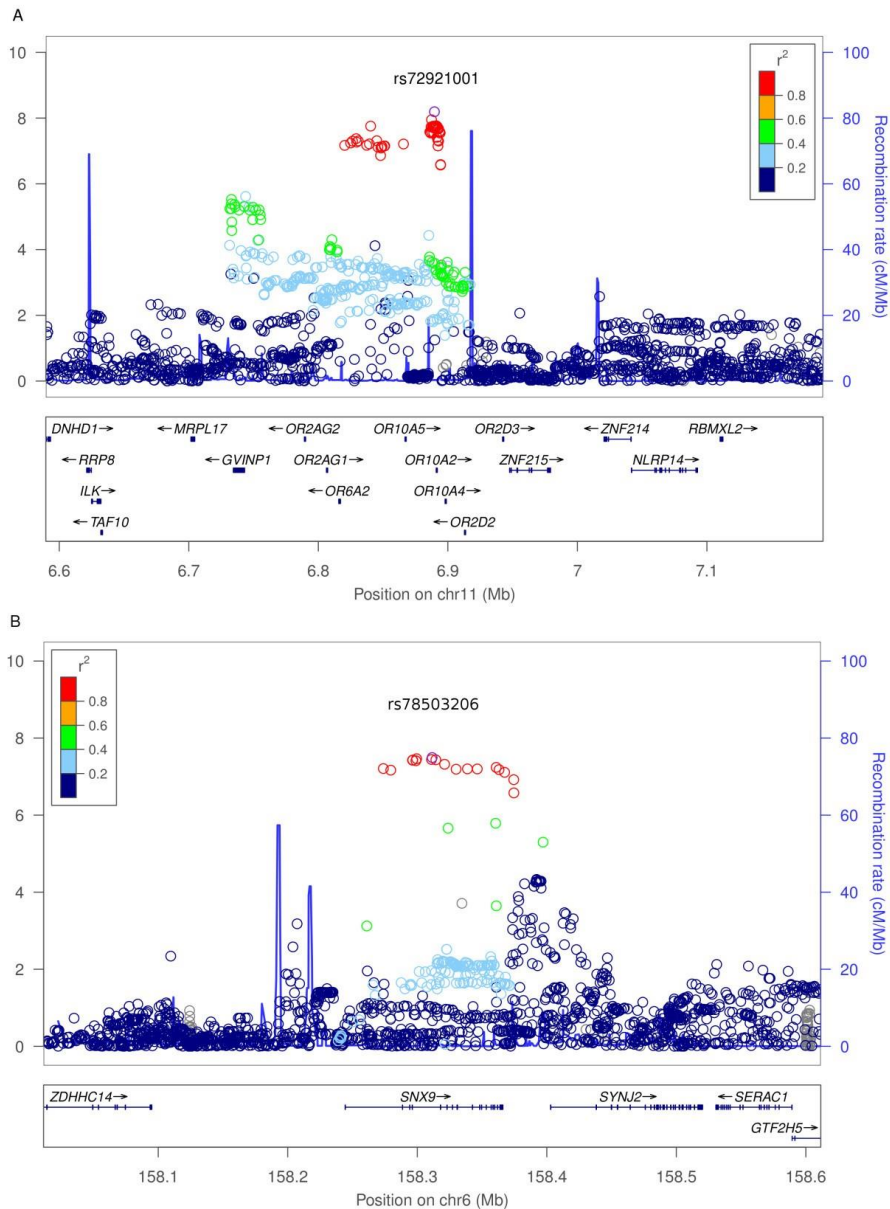 A
rs72921001
r2
0.8
0.6
0.4
0.2
10
8
6
4
2
0
100
80
60
40
20
0
Recombination rate (cM/Mb)
DNHD1→ ←MRPL17 ←OR2AG2 OR10A5→ OR2D3→ ←ZNF214 RBMXL2→
←RRP8 ←GVINP1 OR2AG1→ OR10A2→ ZNF215→ NLRP14→
ILK→ ←OR6A2 OR10A4→
←TAF10 ←OR2D2
6.6 6.7 6.8 6.9 7 7.1
Position on chr11 (Mb)
B
r2
0.8
0.6
0.4
0.2
rs78503206
10
8
6
4
2
0
100
80
60
40
20
0
Recombination rate (cM/Mb)
ZDHHC14→ SNX9→ SYNJ2→ ←SERAC1
GTF2H5→
158.1 158.2 158.3 158.4 158.5 158.6
Position on chr6 (Mb)